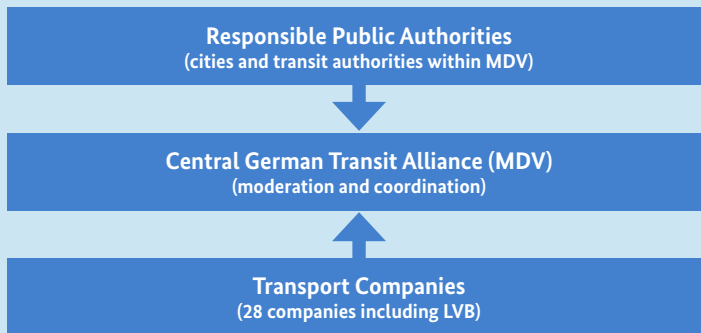 Responsible Public Authorities
(cities and transit authorities within MDV)
Central German Transit Alliance (MDV)
(moderation and coordination)
Transport Companies
(28 companies including LVB)